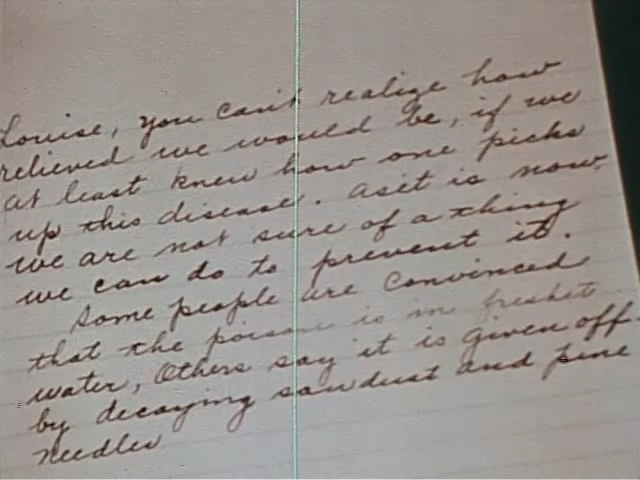 Louise, you can't realize how
relieved we would be, if we
at least knew how one picks
up this disease. As it is now
we are not sure of a thing
we can do to prevent it.
Some people are convinced
that the poison is in freshet
water, Others say it is given off
by decaying sawdust and pine
needles